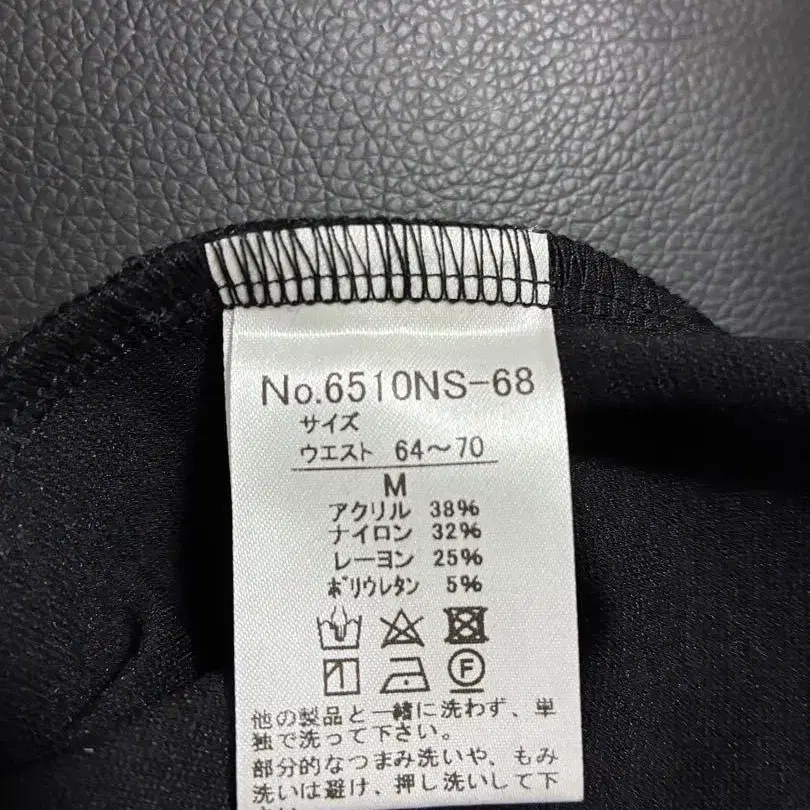 No.6510NS-68
サイズ
ウエスト 64～70
M
アクリル 38%
ナイロン 32%
レーヨン 25%
ポリウレタン 5%
F
他の製品と一緒に洗わず、単
独で洗って下さい。
部分的なつまみ洗いや、もみ
洗いは避け、押し洗いして下